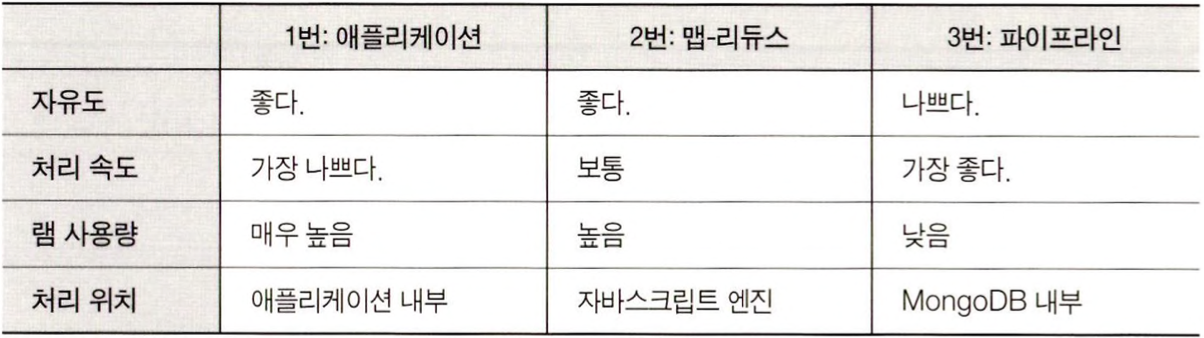 1번: 애플리케이션 2번: 맵-리듀스 3번: 파이프라인
자유도 좋다. 좋다. 나쁘다.
처리 속도 가장 나쁘다. 보통 가장 좋다.
램 사용량 매우 높음 높음 낮음
처리 위치 애플리케이션 내부 자바스크립트 엔진 MongoDB 내부